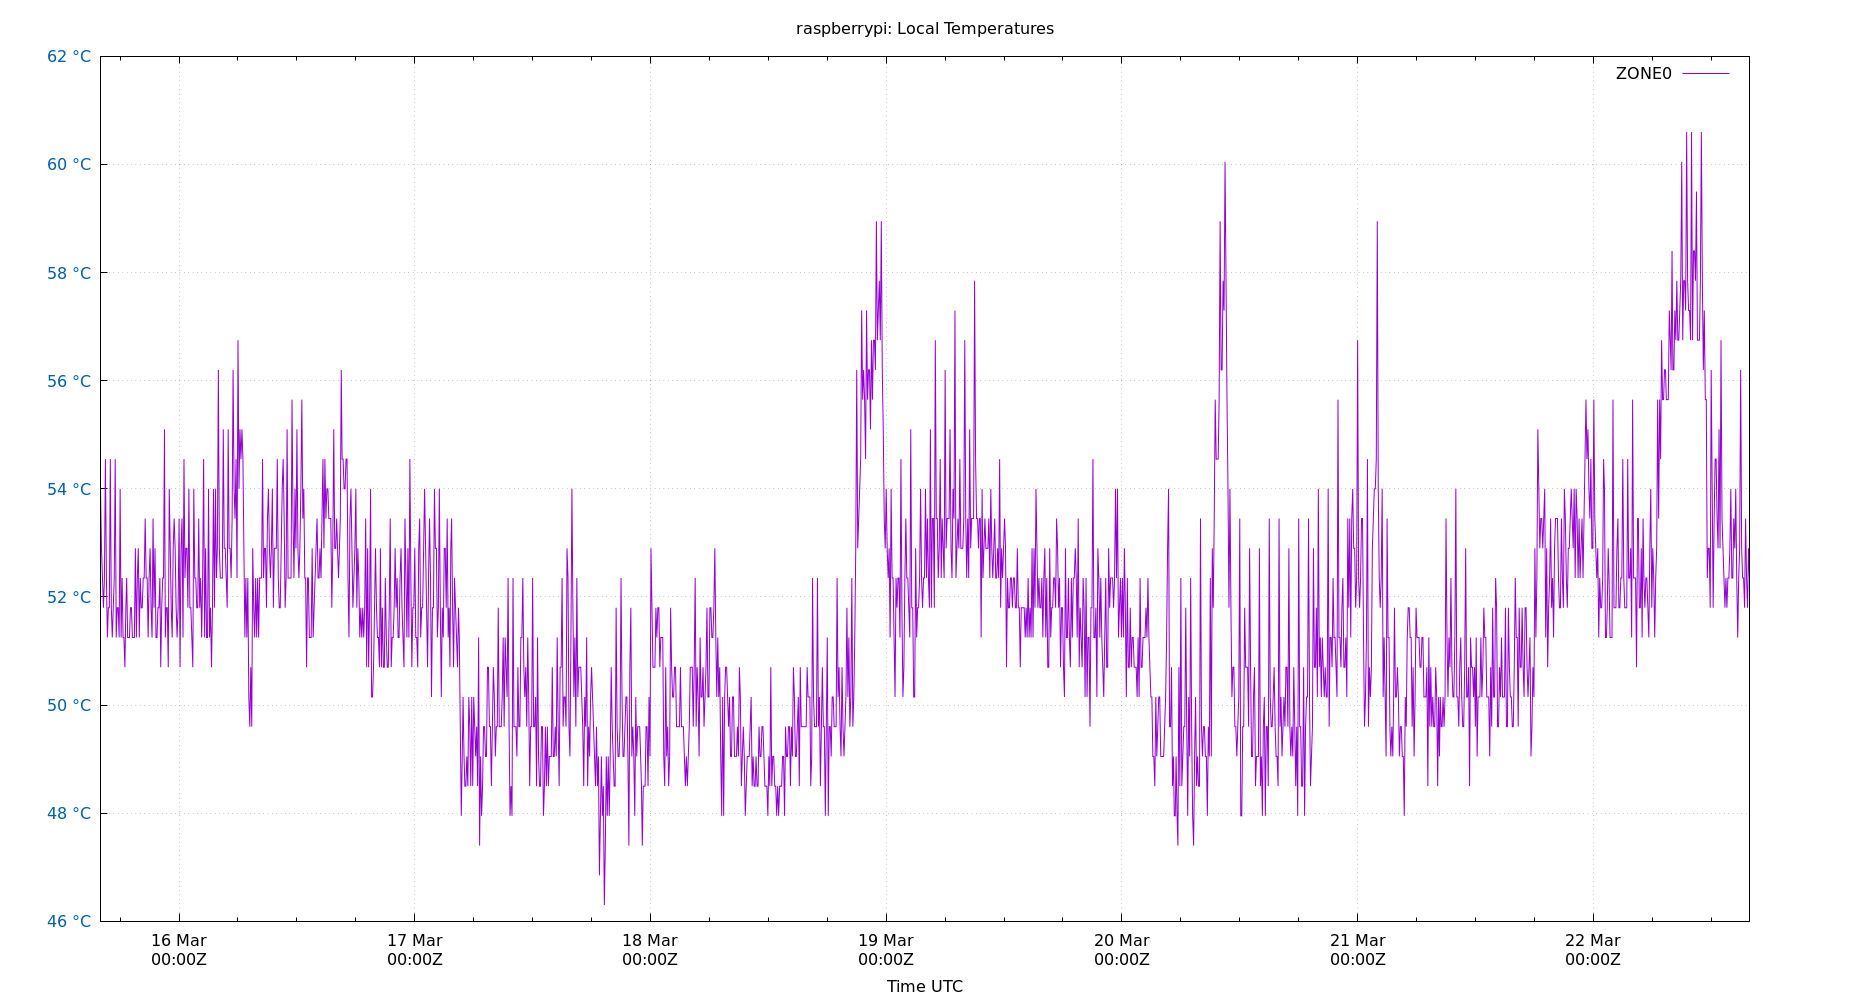 raspberrypi: Local Temperatures
62 °C
ZONE0
60 °C
58 °C
56 °C
54 °C
52 °C
50 °C
48 °C
46 °C
16 Mar 17 Mar 18 Mar 19 Mar 20 Mar 21 Mar 22 Mar
00:00Z 00:00Z 00:00Z 00:00Z 00:00Z 00:00Z 00:00Z
Time UTC